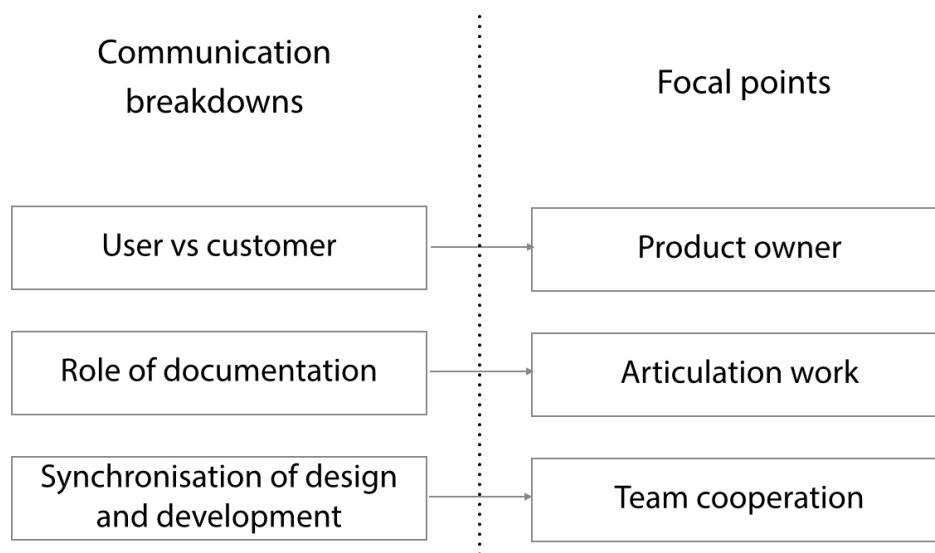 Communication
breakdowns
Focal points
User vs customer
Product owner
Role of documentation
Articulation work
Synchronisation of design
and development
Team cooperation